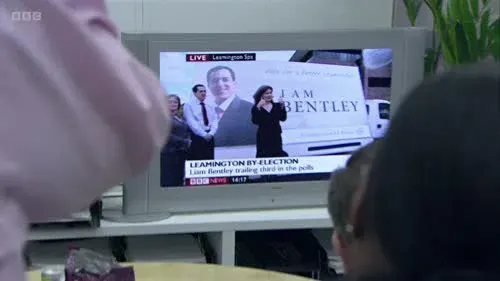 BBC
LIVE Leamington Spa
I AM
BENTLEY
LEAMINGTON BY-ELECTION
Liam Bentley trailing third in the polls
BBC NEWS 14:17